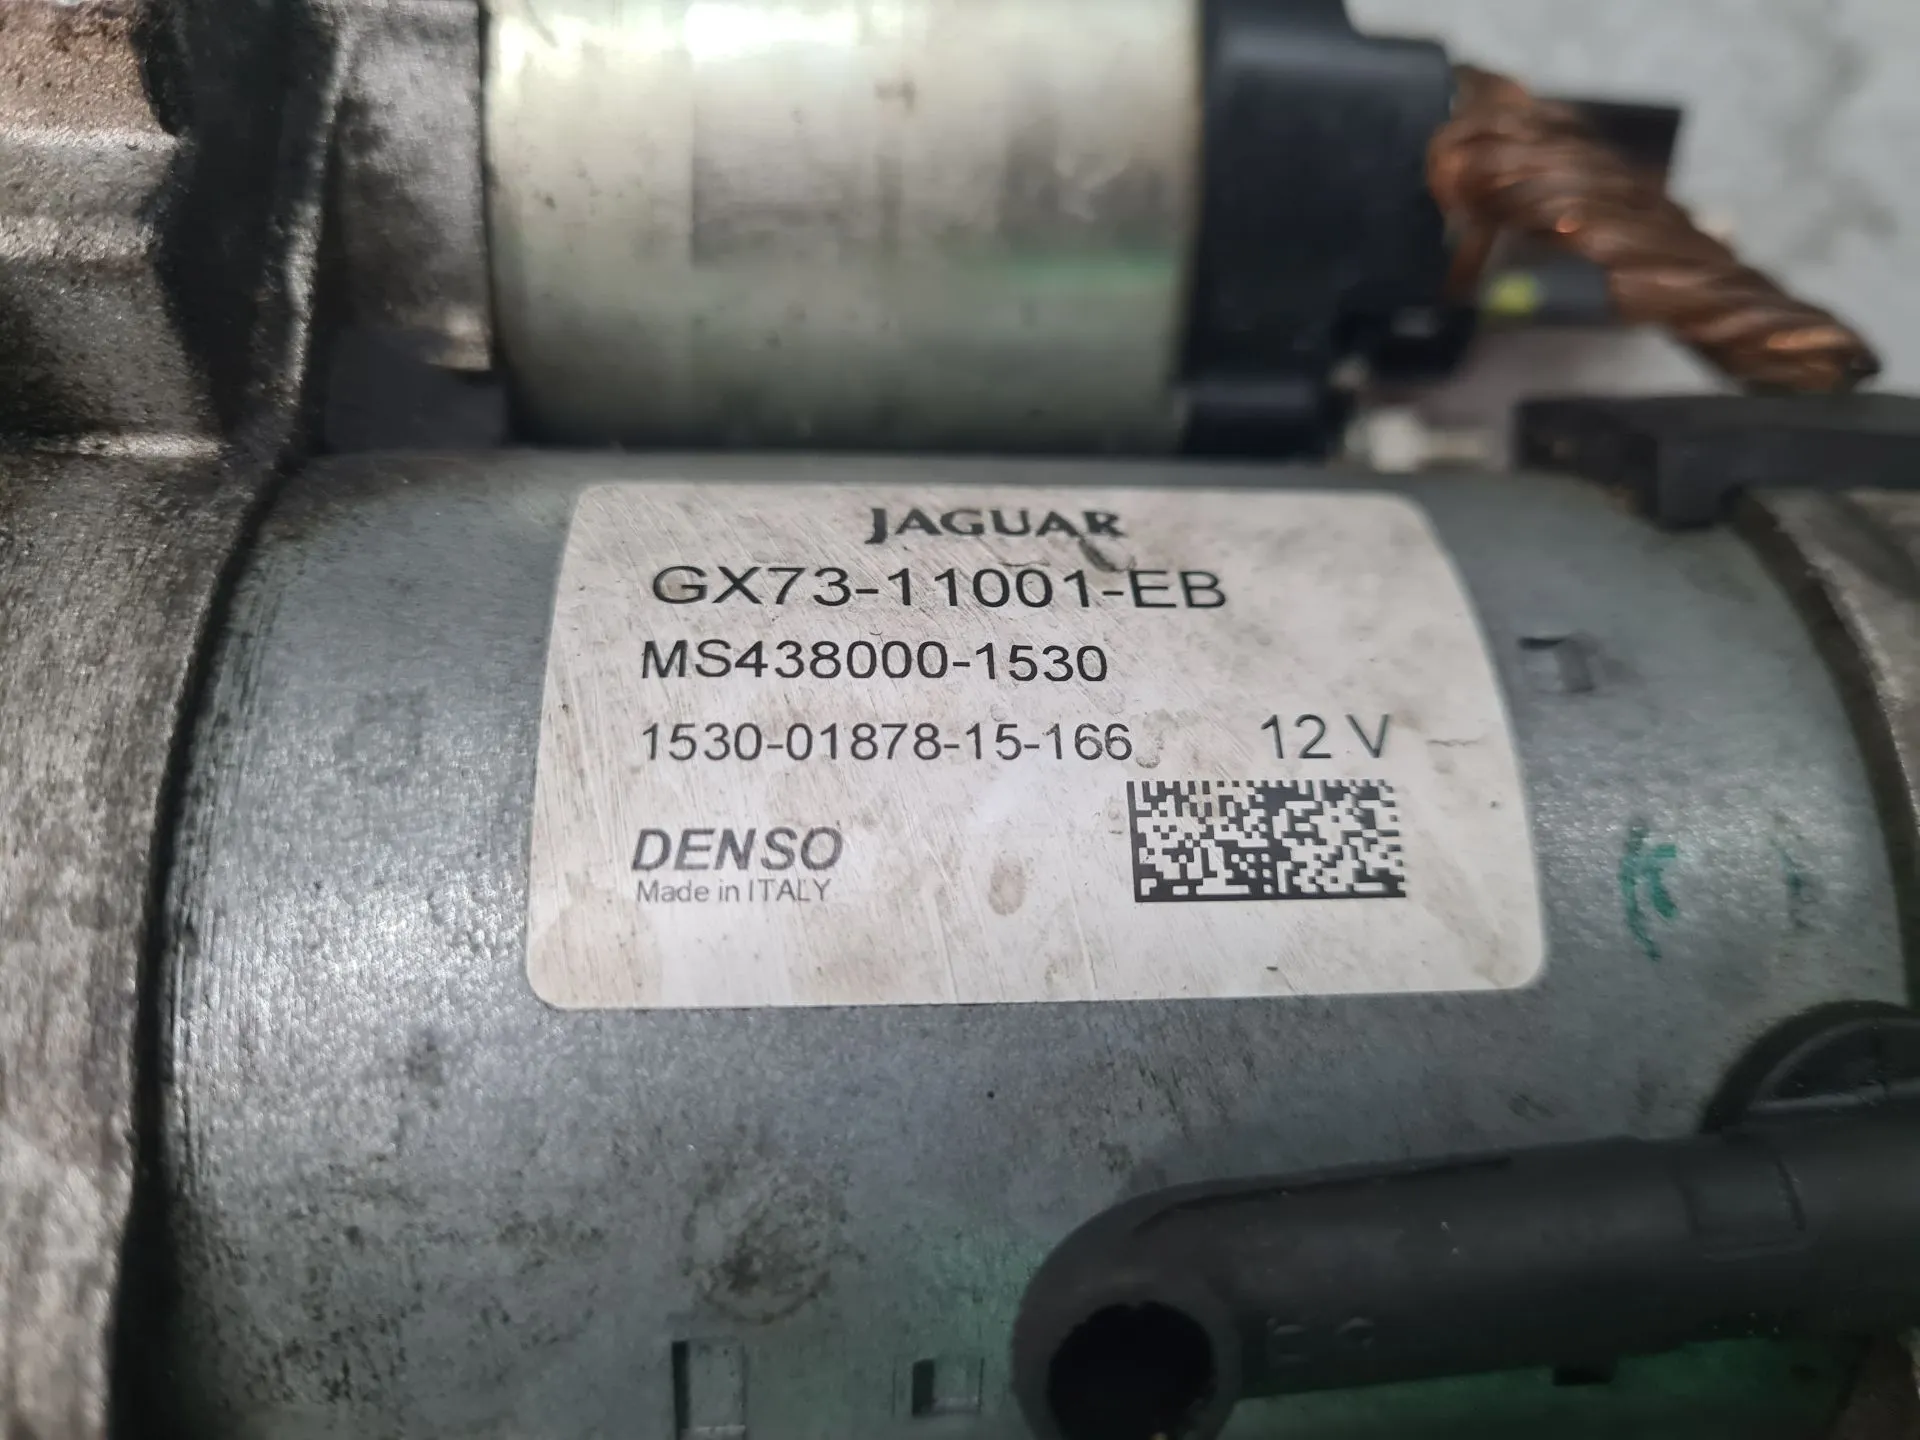 JAGUAR
GX73-11001-EB
MS438000-1530
1530-01878-15-166 12 V
DENSO
Made in ITALY